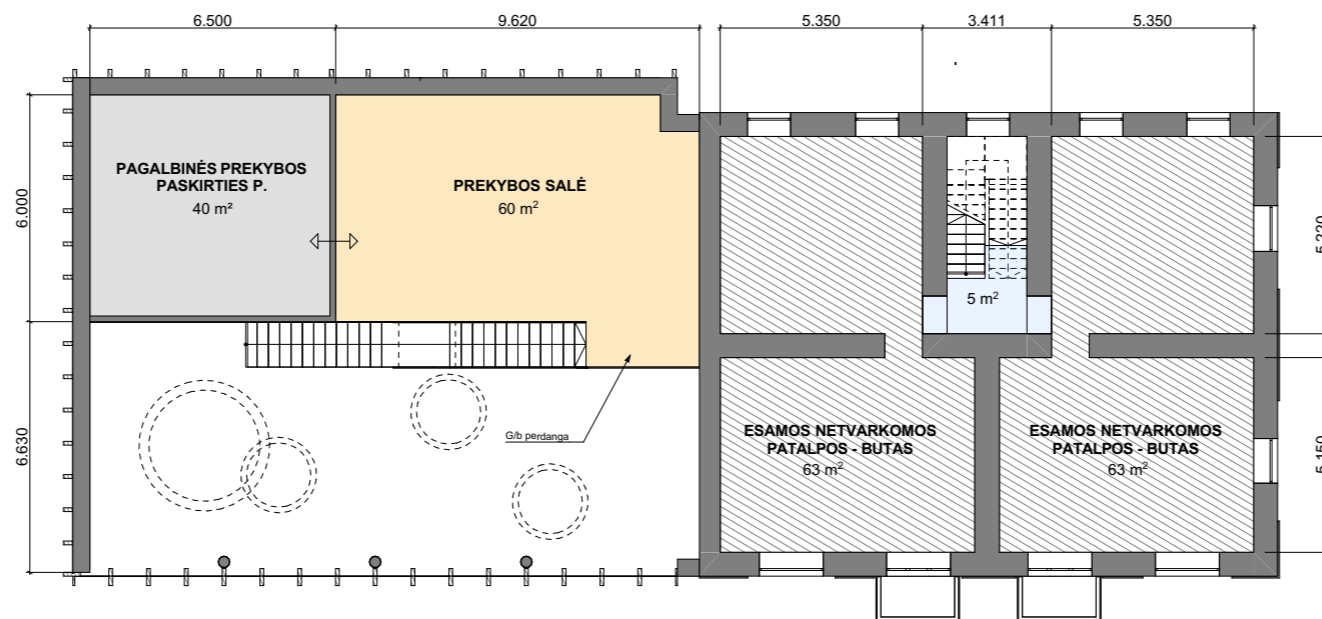 6.500
9.620
5.350
3.411
5.350
6.000
6.630
PAGALBINĖS PREKYBOS
PASKIRTIES P.
40 m²
PREKYBOS SALĖ
60 m²
5 m²
G/b perdanga
ESAMOS NETVARKOMOS
PATALPOS - BUTAS
63 m²
ESAMOS NETVARKOMOS
PATALPOS - BUTAS
63 m²